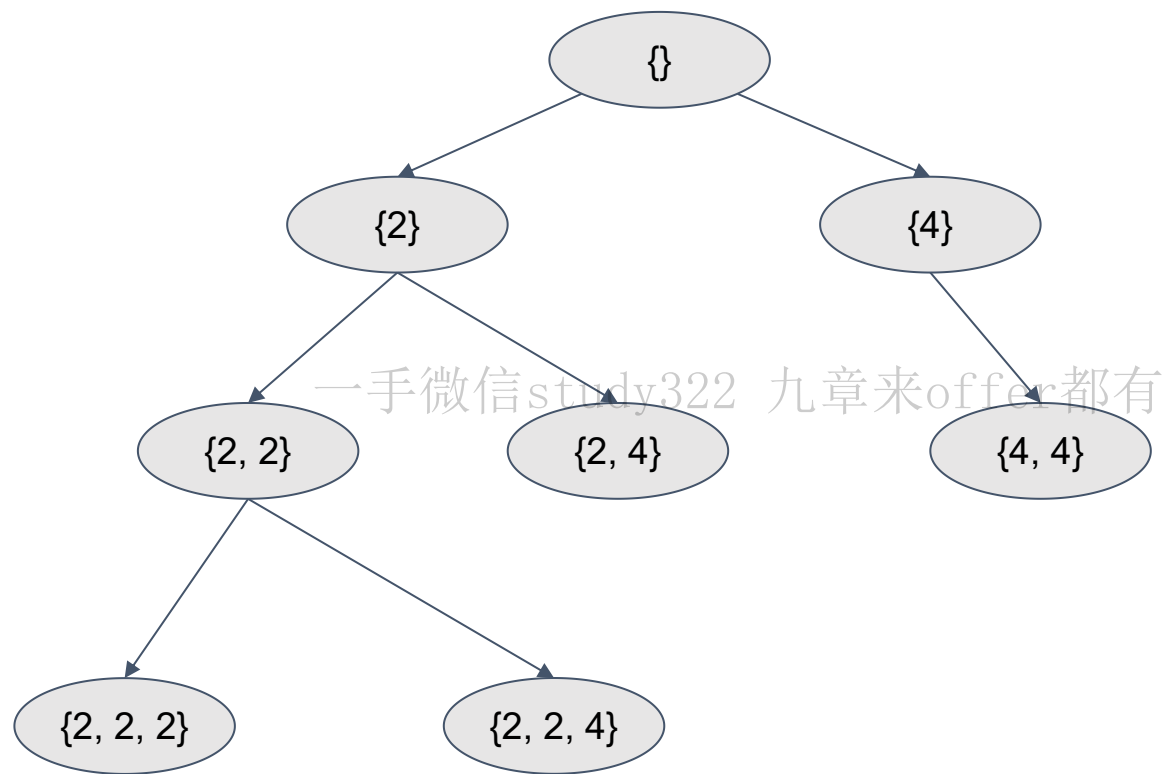 {}
{2}
{4}
一手微信study322 九章来offer都有
{2, 2}
{2, 4}
{4, 4}
{2, 2, 2}
{2, 2, 4}